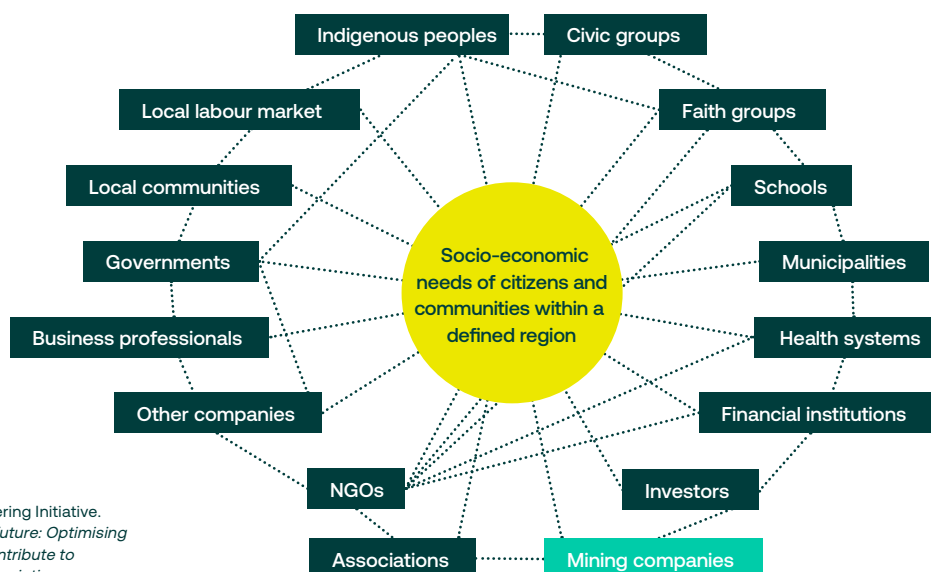 Indigenous peoples
Civic groups
Local labour market
Faith groups
Local communities
Schools
Governments
Municipalities
Socio-economic
needs of citizens and
communities within a
defined region
Business professionals
Health systems
Other companies
Financial institutions
NGOs
Investors
ering Initiative.
uture: Optimising
ntribute to
Associations
Mining companies